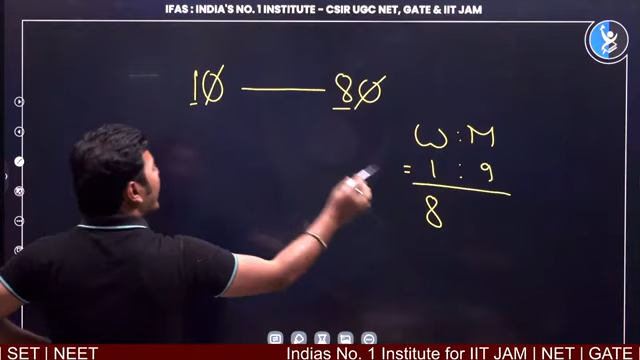 IFAS : INDIA'S NO. 1 INSTITUTE - CSIR UGC NET, GATE & IIT JAM
10 — 80
W : M
= 1 : 9
8
| SET | NEET
Indias No. 1 Institute for IIT JAM | NET | GATE